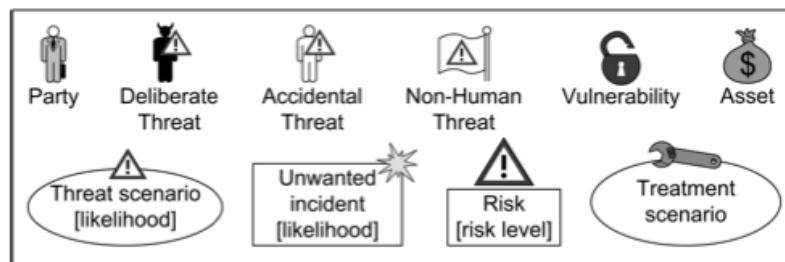 Party
Deliberate
Threat
Accidental
Threat
Non-Human
Threat
Vulnerability
$
Asset
Threat scenario
[likelihood]
Unwanted
incident
[likelihood]
Risk
[risk level]
Treatment
scenario